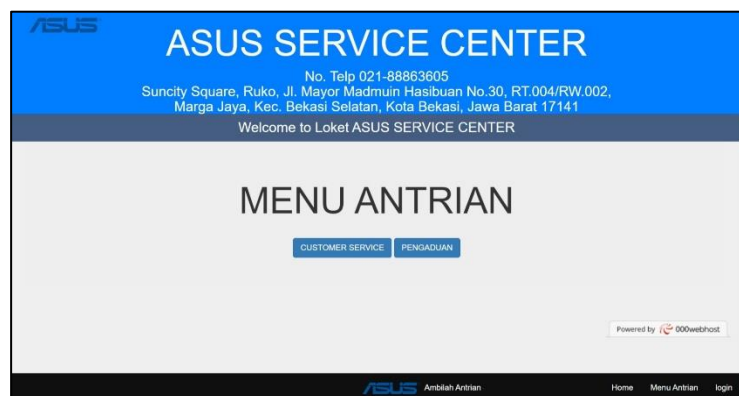 ASUS
ASUS SERVICE CENTER
No. Telp 021-88863605
Suncity Square, Ruko, Jl. Mayor Madmuin Hasibuan No.30, RT.004/RW.002,
Marga Jaya, Kec. Bekasi Selatan, Kota Bekasi, Jawa Barat 17141
Welcome to Loket ASUS SERVICE CENTER
MENU ANTRIAN
CUSTOMER SERVICE PENGADUAN
Powered by 000webhost
ASUS Ambilah Antrian Home Menu Antrian login